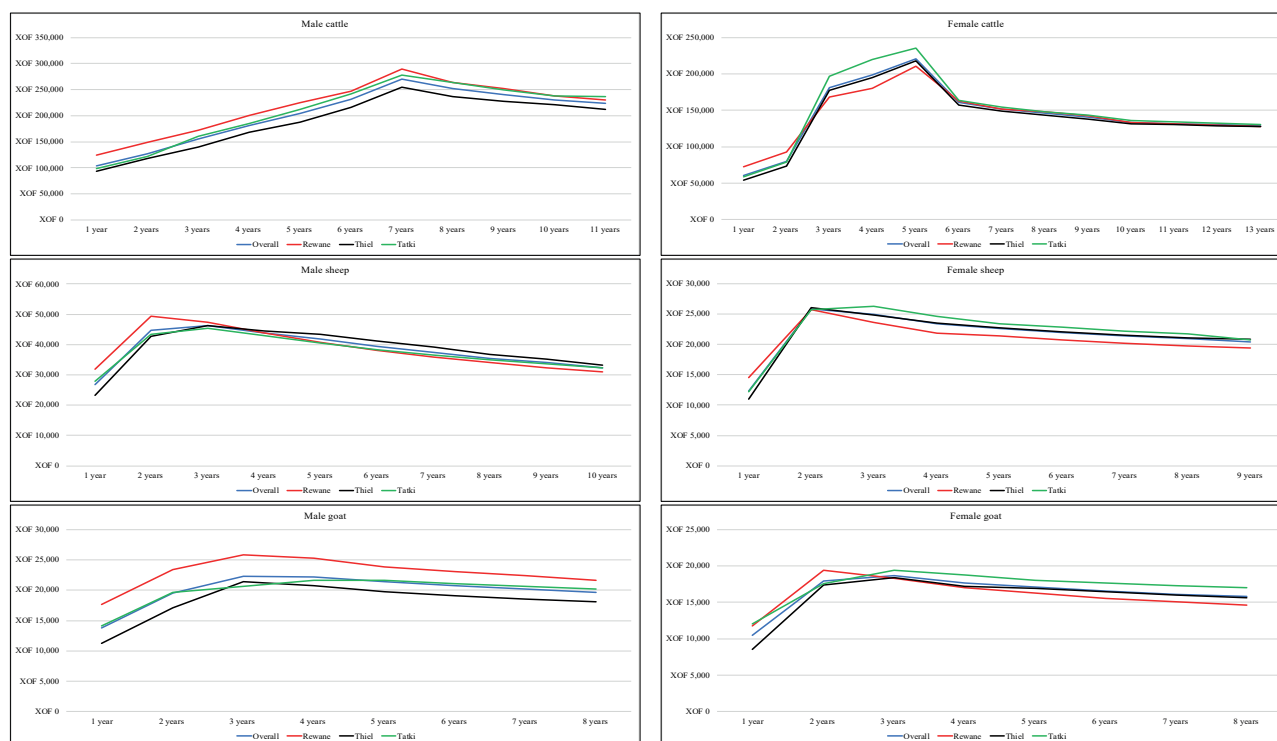 Male cattle
XOF 350,000
XOF 300,000
XOF 250,000
XOF 200,000
XOF 150,000
XOF 100,000
XOF 50,000
XOF 0
1 year 2 years 3 years 4 years 5 years 6 years 7 years 8 years 9 years 10 years 11 years
Overall Rewane Thiel Tatki
Female cattle
XOF 250,000
XOF 200,000
XOF 150,000
XOF 100,000
XOF 50,000
XOF 0
1 year 2 years 3 years 4 years 5 years 6 years 7 years 8 years 9 years 10 years 11 years 12 years 13 years
Overall Rewane Thiel Tatki
Male sheep
XOF 60,000
XOF 50,000
XOF 40,000
XOF 30,000
XOF 20,000
XOF 10,000
XOF 0
1 year 2 years 3 years 4 years 5 years 6 years 7 years 8 years 9 years 10 years
Overall Rewane Thiel Tatki
Female sheep
XOF 30,000
XOF 25,000
XOF 20,000
XOF 15,000
XOF 10,000
XOF 5,000
XOF 0
1 year 2 years 3 years 4 years 5 years 6 years 7 years 8 years 9 years
Overall Rewane Thiel Tatki
Male goat
XOF 30,000
XOF 25,000
XOF 20,000
XOF 15,000
XOF 10,000
XOF 5,000
XOF 0
1 year 2 years 3 years 4 years 5 years 6 years 7 years 8 years
Overall Rewane Thiel Tatki
Female goat
XOF 25,000
XOF 20,000
XOF 15,000
XOF 10,000
XOF 5,000
XOF 0
1 year 2 years 3 years 4 years 5 years 6 years 7 years 8 years
Overall Rewane Thiel Tatki